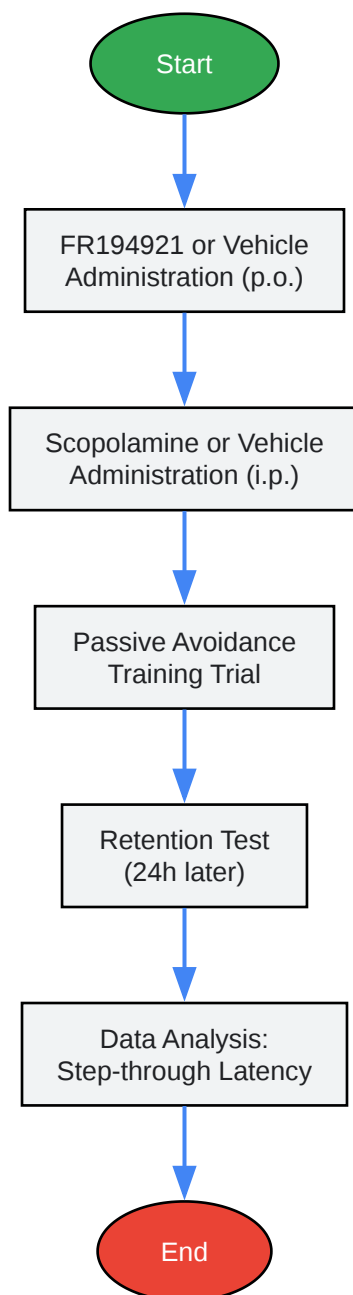 Start
FR194921 or Vehicle
Administration (p.o.)
Scopolamine or Vehicle
Administration (i.p.)
Passive Avoidance
Training Trial
Retention Test
(24h later)
Data Analysis:
Step-through Latency
End